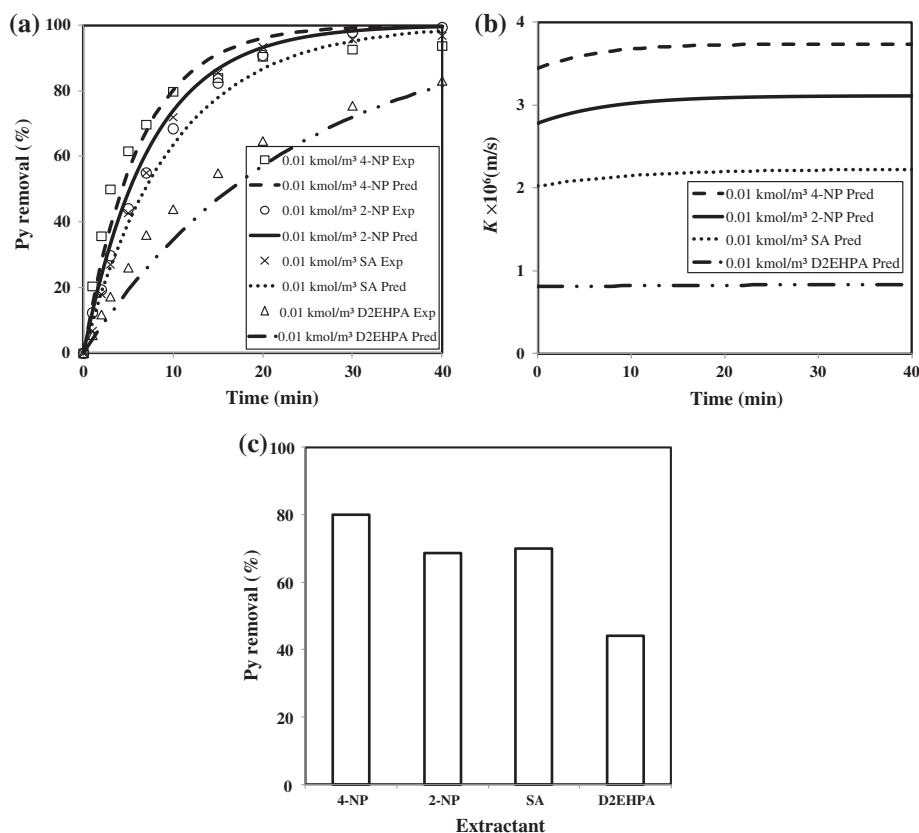 (a)
100
80
60
40
20
0
Py removal (%)
0.01 kmol/m³ 4-NP Exp
0.01 kmol/m³ 4-NP Pred
0.01 kmol/m³ 2-NP Exp
0.01 kmol/m³ 2-NP Pred
0.01 kmol/m³ SA Exp
0.01 kmol/m³ SA Pred
0.01 kmol/m³ D2EHPA Exp
0.01 kmol/m³ D2EHPA Pred
0 10 20 30 40
Time (min)
(b)
4
3
2
1
0
K ×10⁶(m/s)
0.01 kmol/m³ 4-NP Pred
0.01 kmol/m³ 2-NP Pred
0.01 kmol/m³ SA Pred
0.01 kmol/m³ D2EHPA Pred
0 10 20 30 40
Time (min)
(c)
100
80
60
40
20
0
Py removal (%)
4-NP 2-NP SA D2EHPA
Extractant